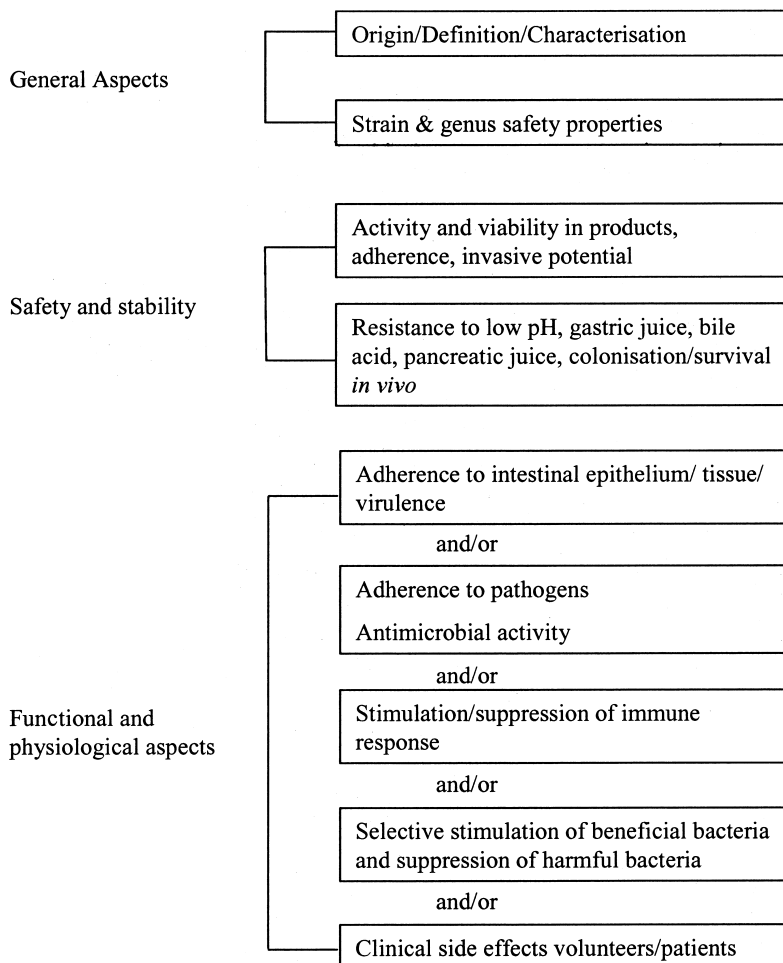 General Aspects
Origin/Definition/Characterisation
Strain & genus safety properties
Safety and stability
Activity and viability in products,
adherence, invasive potential
Resistance to low pH, gastric juice, bile
acid, pancreatic juice, colonisation/survival
in vivo
Functional and
physiological aspects
Adherence to intestinal epithelium/ tissue/
virulence
and/or
Adherence to pathogens
Antimicrobial activity
and/or
Stimulation/suppression of immune
response
and/or
Selective stimulation of beneficial bacteria
and suppression of harmful bacteria
and/or
Clinical side effects volunteers/patients